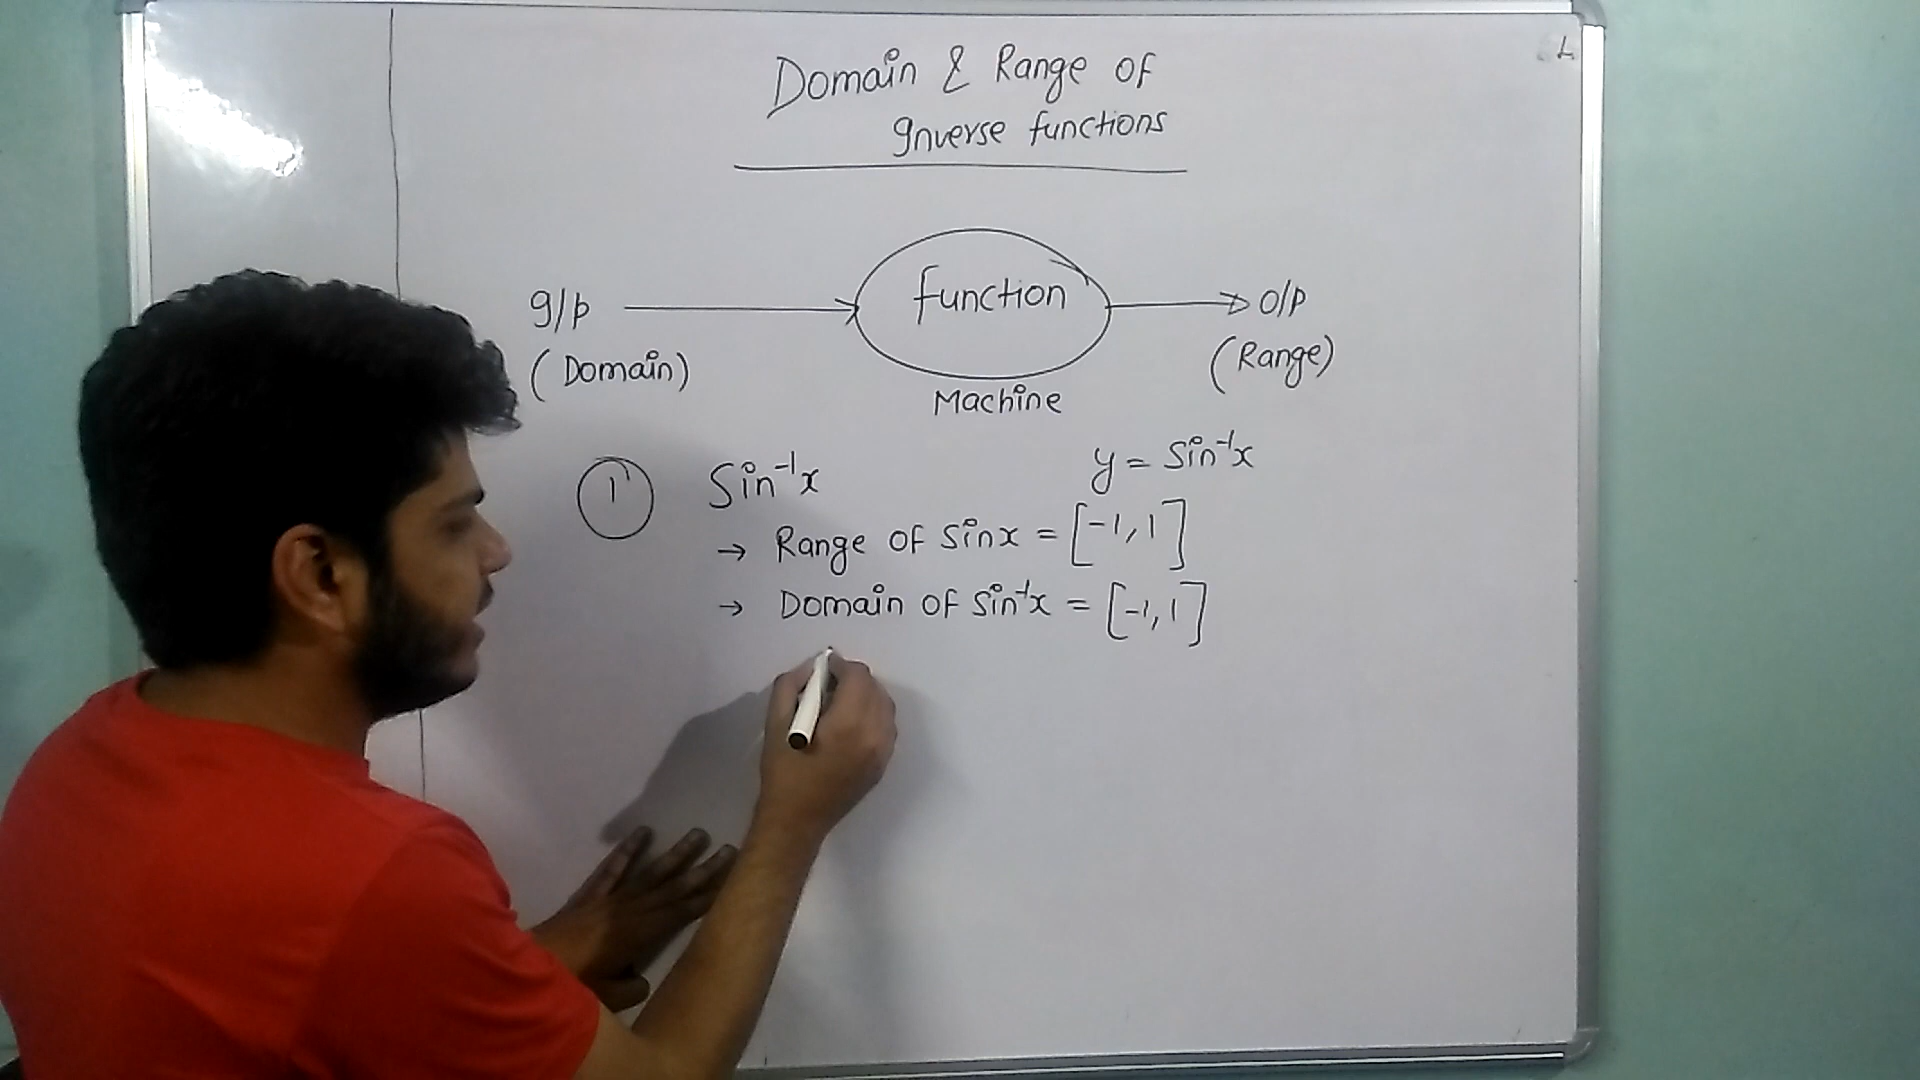 Domain & Range of
Inverse functions
I/p → function → O/p
(Domain)
(Range)
Machine
1 Sin⁻¹x
y = Sin⁻¹x
→ Range of Sinx = [-1, 1]
→ Domain of Sin⁻¹x = [-1, 1]